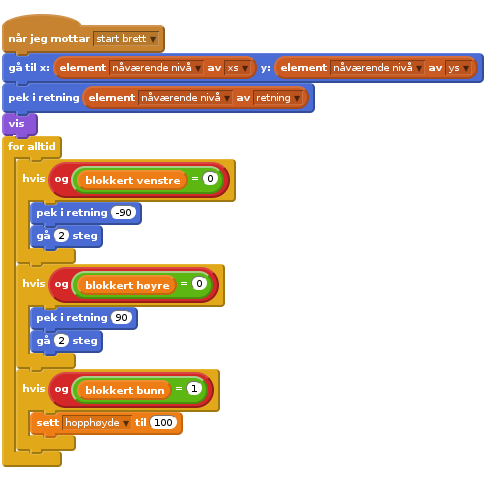 når jeg mottar start brett
gå til x: element nåværende nivå av xs y: element nåværende nivå av ys
pek i retning element nåværende nivå av retning
vis
for alltid
hvis og blokkert venstre = 0
pek i retning -90
gå 2 steg
hvis og blokkert høyre = 0
pek i retning 90
gå 2 steg
hvis og blokkert bunn = 1
sett hopphøyde til 100